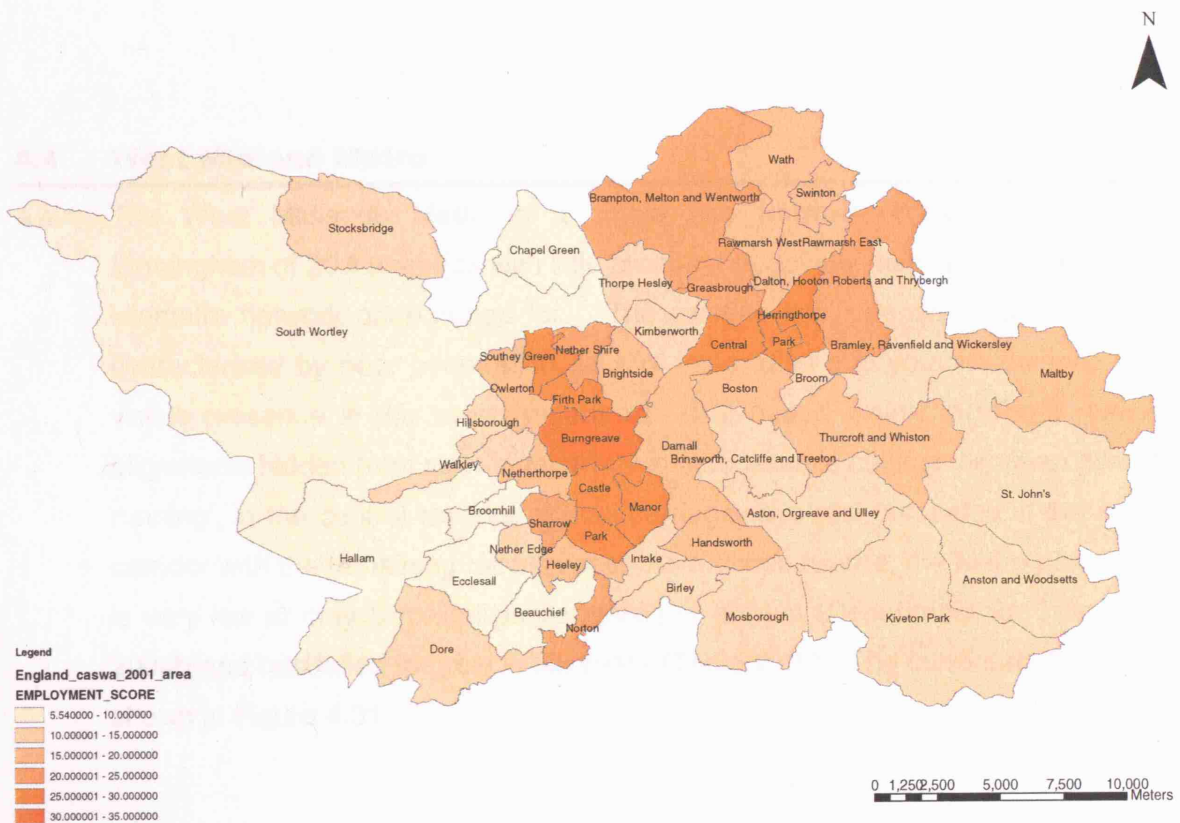 N
Wath
Swinton
Brampton, Melton and Wentworth
Stocksbridge
Rawmarsh West
Rawmarsh East
Chapel Green
Thorpe Hesley
Greasbrough
Dalton, Hooton Roberts and Thrybergh
Herringthorpe
South Wortley
Kimberworth
Central
Park
Bramley, Ravenfield and Wickersley
Southey Green
Nether Shire
Brightside
Broom
Maltby
Owlerton
Boston
Firth Park
Hillsborough
Burngreave
Darnall
Thurcroft and Whiston
Walkley
Netherthorpe
Brinsworth, Catcliffe and Treeton
Castle
Manor
St. John's
Broomhill
Sharrow
Park
Aston, Orgreave and Ulley
Hallam
Nether Edge
Heeley
Intake
Handsworth
Ecclesall
Birley
Anston and Woodsetts
Beauchief
Mosborough
Kiveton Park
Norton
Dore
Legend
England_caswa_2001_area
EMPLOYMENT_SCORE
5.540000 - 10.000000
10.000001 - 15.000000
15.000001 - 20.000000
20.000001 - 25.000000
25.000001 - 30.000000
30.000001 - 35.000000
0 1,250 2,500 5,000 7,500 10,000
Meters